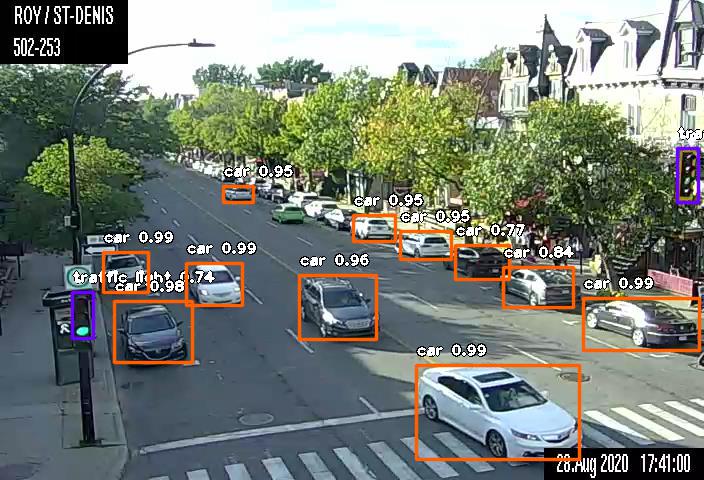 ROY / ST-DENIS
502-253
tra
car 0.95
car 0.95
car 0.95
car 0.77
car 0.99
car 0.99
car 0.84
car 0.96
traffic light 0.74
car 0.98
car 0.99
car 0.99
28.Aug 2020 17:41:00